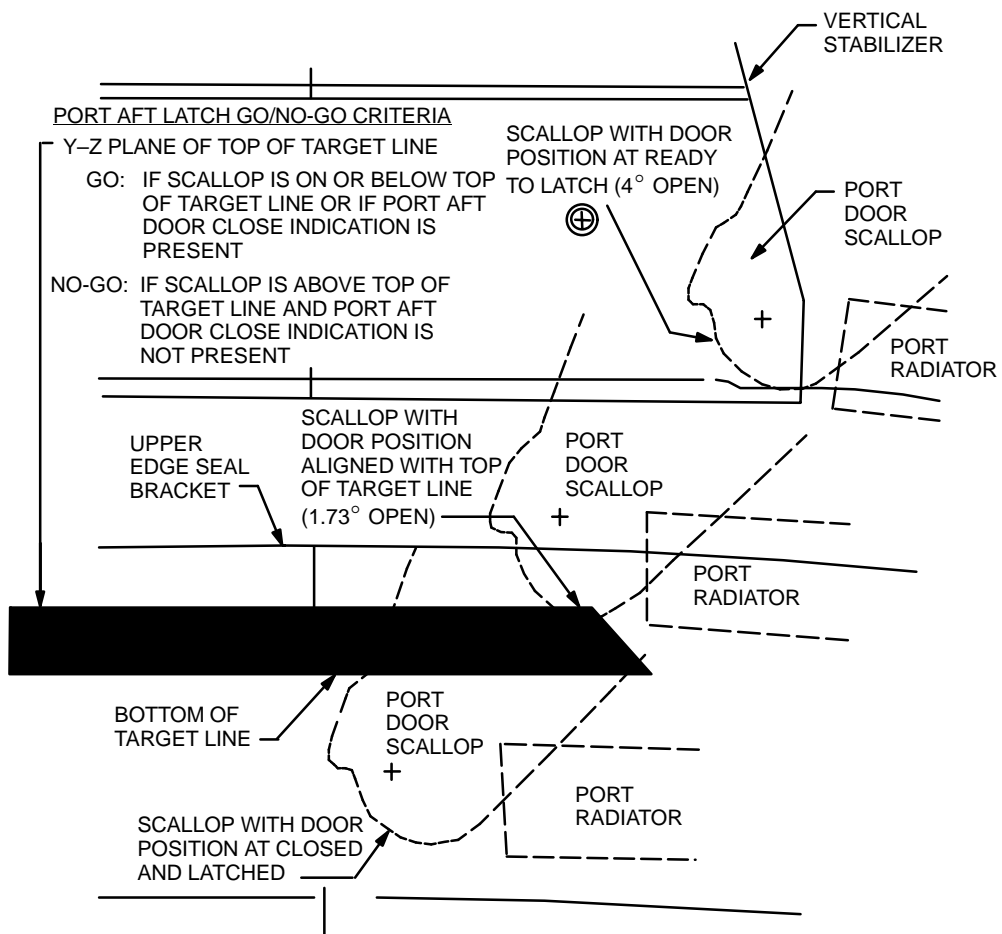 VERTICAL
STABILIZER
PORT AFT LATCH GO/NO-GO CRITERIA
Y–Z PLANE OF TOP OF TARGET LINE
GO: IF SCALLOP IS ON OR BELOW TOP
OF TARGET LINE OR IF PORT AFT
DOOR CLOSE INDICATION IS
PRESENT
NO-GO: IF SCALLOP IS ABOVE TOP OF
TARGET LINE AND PORT AFT
DOOR CLOSE INDICATION IS
NOT PRESENT
SCALLOP WITH DOOR
POSITION AT READY
TO LATCH (4° OPEN)
PORT
DOOR
SCALLOP
PORT
RADIATOR
UPPER
EDGE SEAL
BRACKET
SCALLOP WITH
DOOR POSITION
ALIGNED WITH TOP
OF TARGET LINE
(1.73° OPEN)
PORT
DOOR
SCALLOP
PORT
RADIATOR
BOTTOM OF
TARGET LINE
PORT
DOOR
SCALLOP
PORT
RADIATOR
SCALLOP WITH DOOR
POSITION AT CLOSED
AND LATCHED